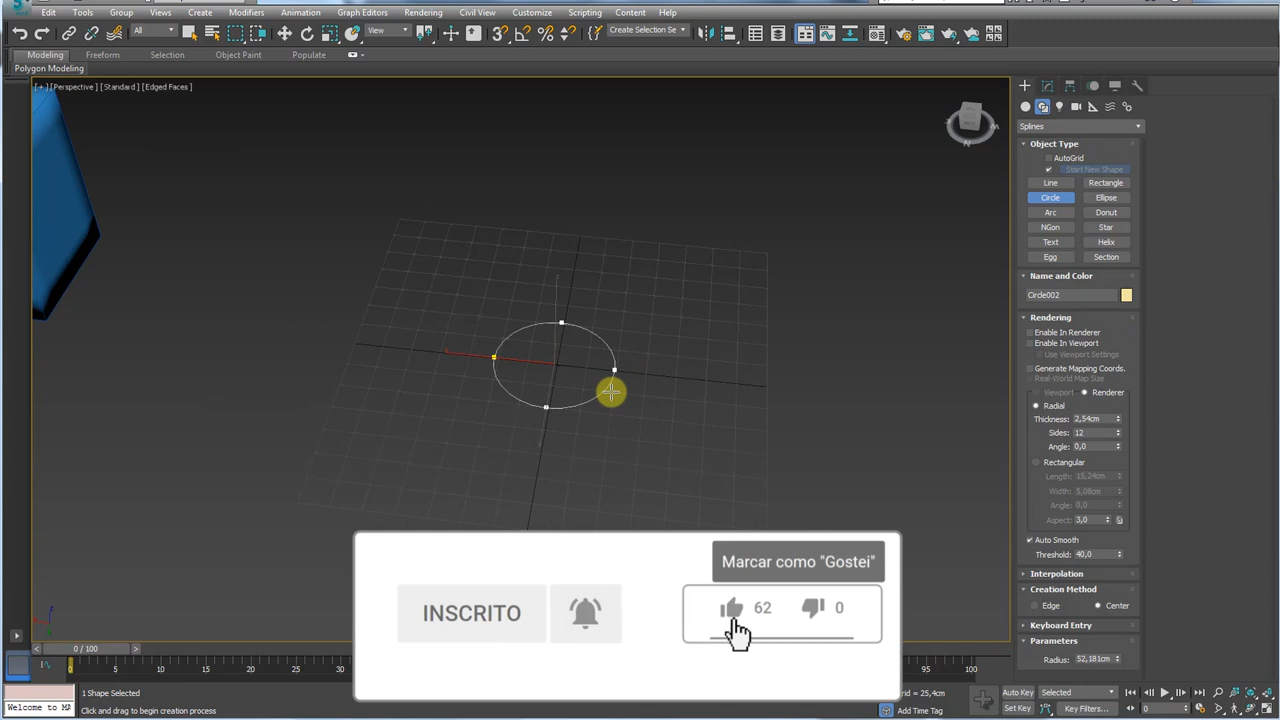 Edit Tools Group Views Create Modifiers Animation Graph Editors Rendering Civil View Customize Scripting Content Help
All View Create Selection Se
Modeling Freeform Selection Object Paint Populate
Polygon Modeling
[+] [Perspective] [Standard] [Edged Faces]
N
Splines
Object Type
AutoGrid
Start New Shape
Line Rectangle
Circle Ellipse
Arc Donut
NGon Star
Text Helix
Egg Section
Name and Color
Circle002
Rendering
Enable In Renderer
Enable In Viewport
Use Viewport Settings
Generate Mapping Coords.
Real-World Map Size
Viewport Renderer
Radial
Thickness: 2,54cm
Sides: 12
Angle: 0,0
Rectangular
Length: 15,24cm
Width: 5,08cm
Angle: 0,0
Aspect: 3,0
Auto Smooth
Threshold: 40,0
Interpolation
Creation Method
Edge Center
Keyboard Entry
Parameters
Radius: 52,181cm
Marcar como "Gostei"
INSCRITO 62 0
0 / 100
0 10 20 30 100
1 Shape Selected
rid = 25,4cm
Auto Key Selected
Welcome to MA
Click and drag to begin creation process
Add Time Tag
Set Key Key Filters... 0